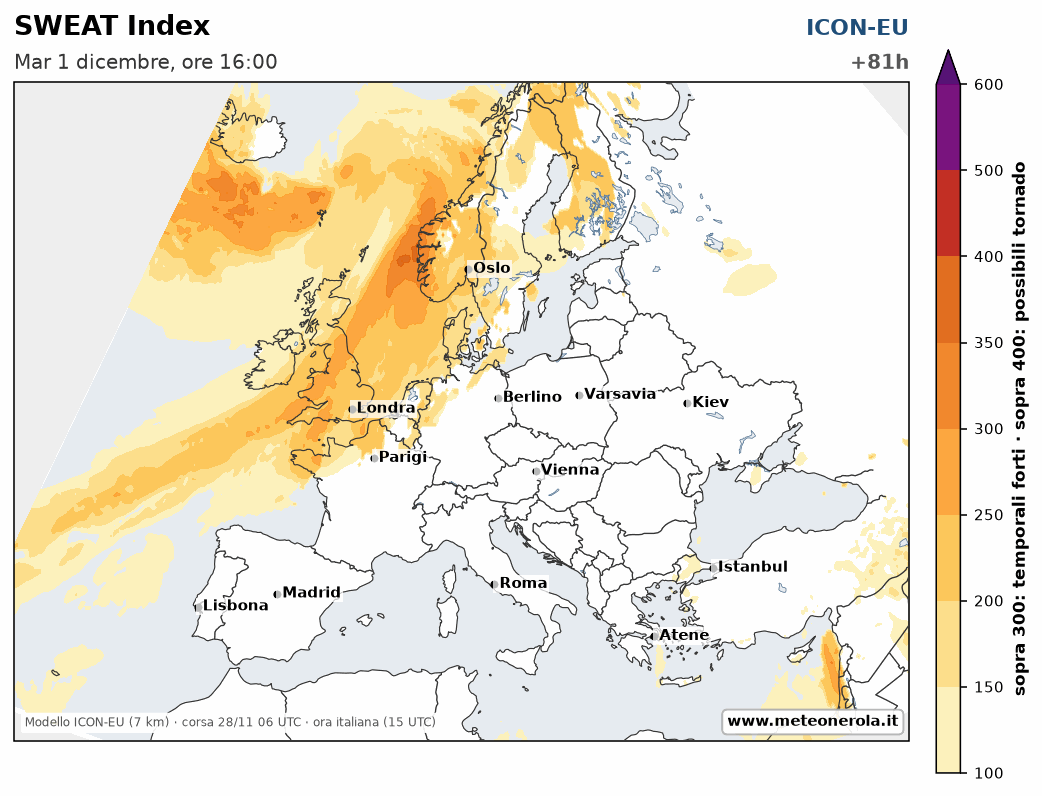 SWEAT Index
ICON-EU
Mar 1 dicembre, ore 16:00
+81h
600
500
400
350
300
250
200
150
100
sopra 300: temporali forti · sopra 400: possibili tornado
Oslo
Berlino
Varsavia
Kiev
Londra
Parigi
Vienna
Istanbul
Roma
Madrid
Lisbona
Atene
Modello ICON-EU (7 km) · corsa 28/11 06 UTC · ora italiana (15 UTC)
www.meteonerola.it